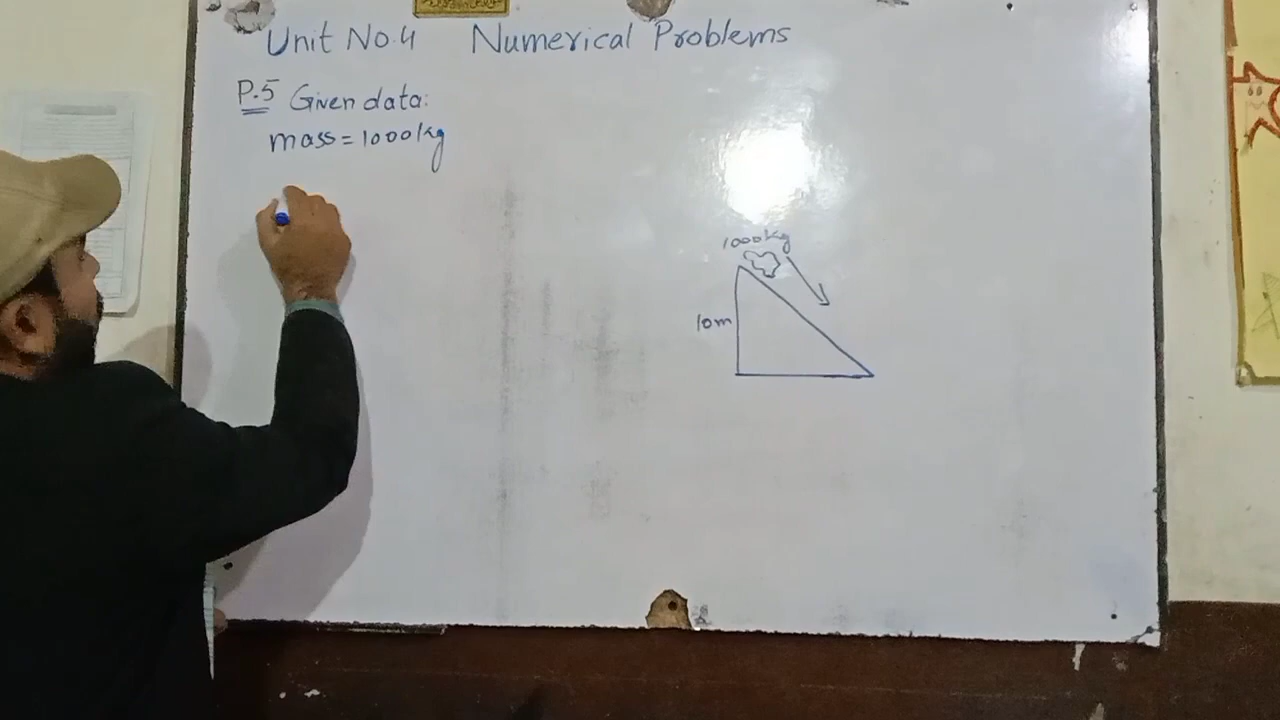 Unit No.4 Numerical Problems
P.5 Given data:
mass = 1000kg
1000kg
10m